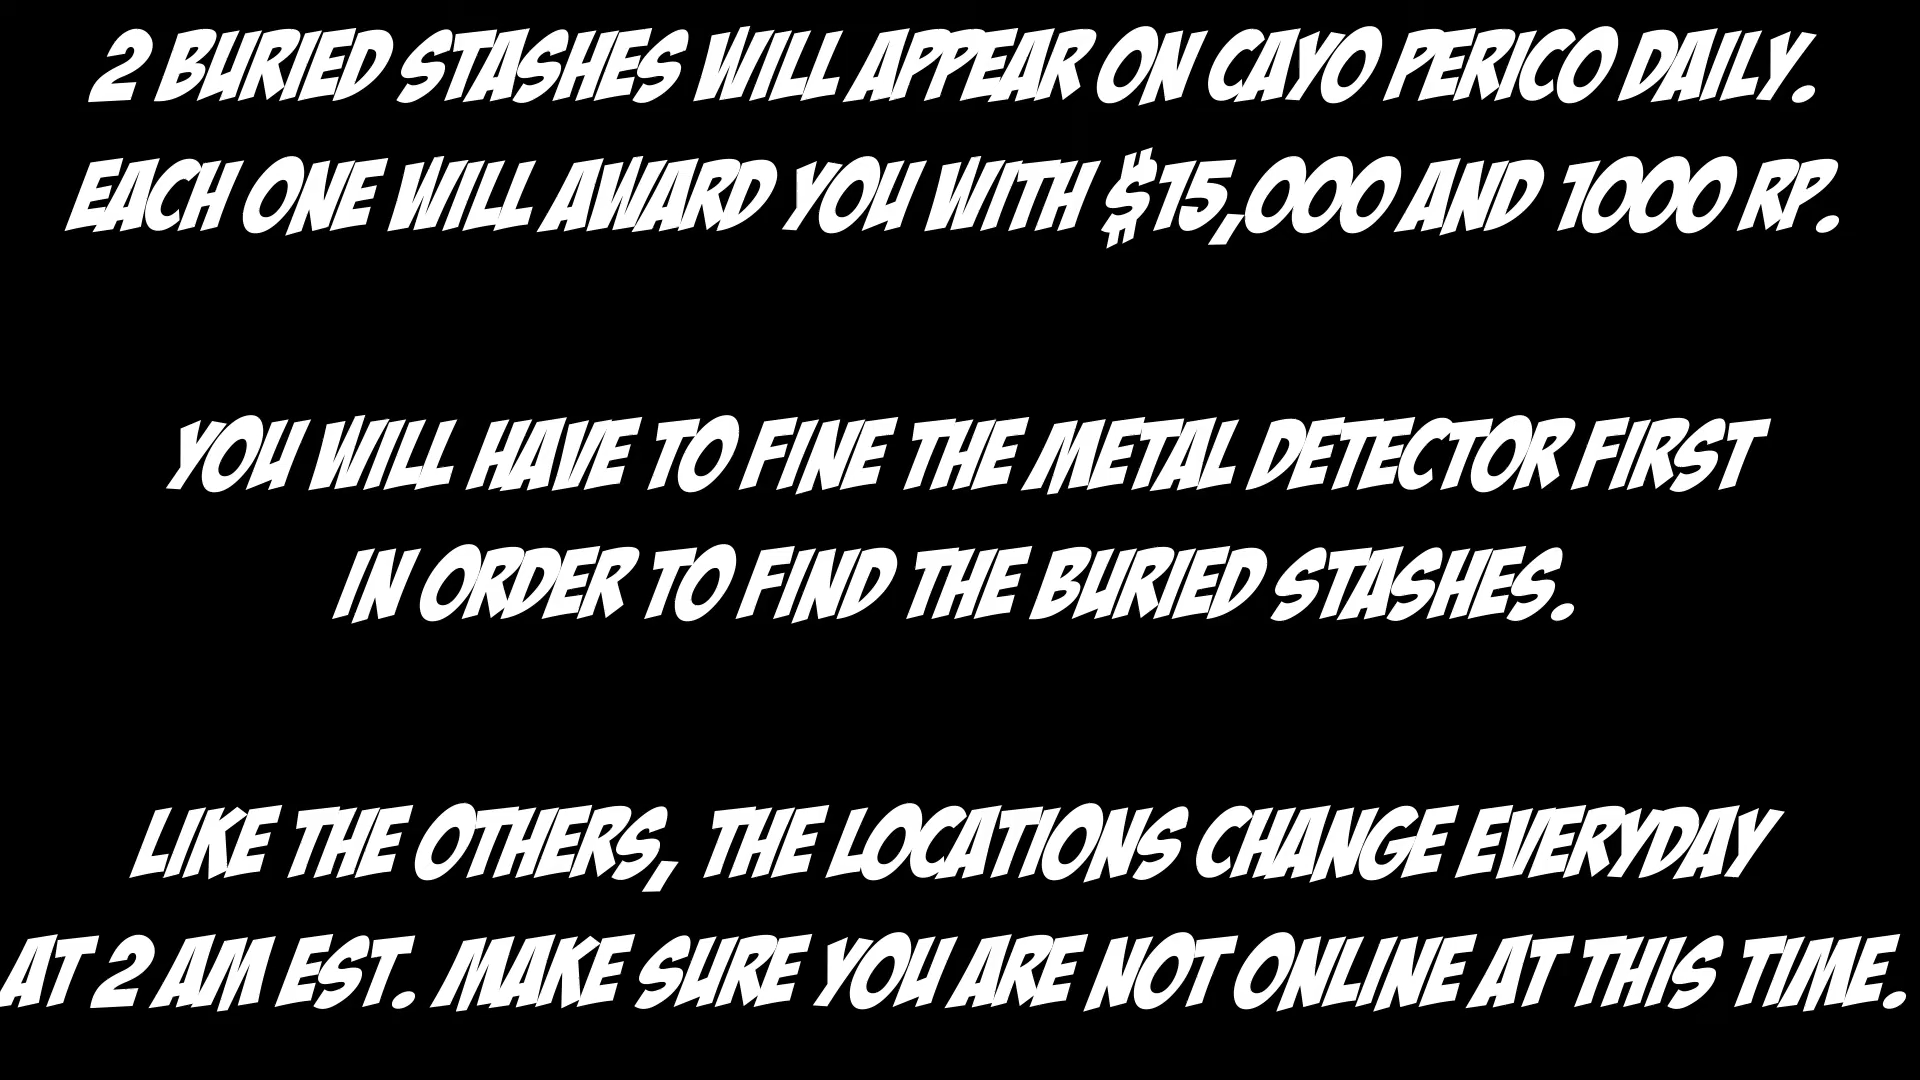 2 BURIED STASHES WILL APPEAR ON CAYO PERICO DAILY.
EACH ONE WILL AWARD YOU WITH $15,000 AND 1000 RP.
YOU WILL HAVE TO FINE THE METAL DETECTOR FIRST
IN ORDER TO FIND THE BURIED STASHES.
LIKE THE OTHERS, THE LOCATIONS CHANGE EVERYDAY
AT 2 AM EST. MAKE SURE YOU ARE NOT ONLINE AT THIS TIME.